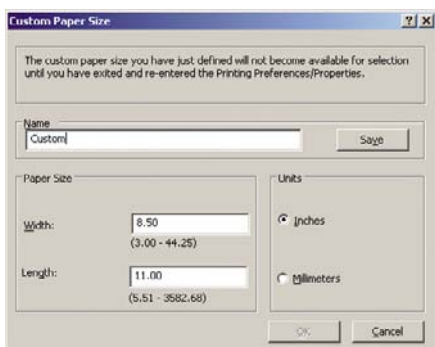 Custom Paper Size
The custom paper size you have just defined will not become available for selection
until you have exited and re-entered the Printing Preferences/Properties.
Name
Custom
Save
Paper Size
Width:
8.50
(3.00 - 44.25)
Length:
11.00
(5.51 - 3582.68)
Units
Inches
Milimeters
OK
Cancel